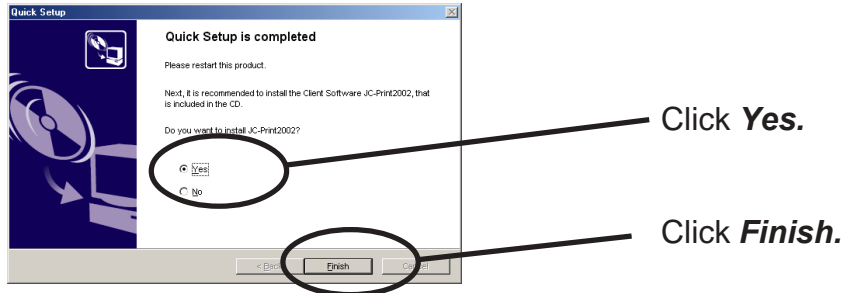 Quick Setup
Quick Setup is completed
Please restart this product.
Next, it is recommended to install the Client Software JC-Print2002, that
is included in the CD.
Do you want to install JC-Print2002?
Yes
No
Click Yes.
< Back
Finish
Cancel
Click Finish.